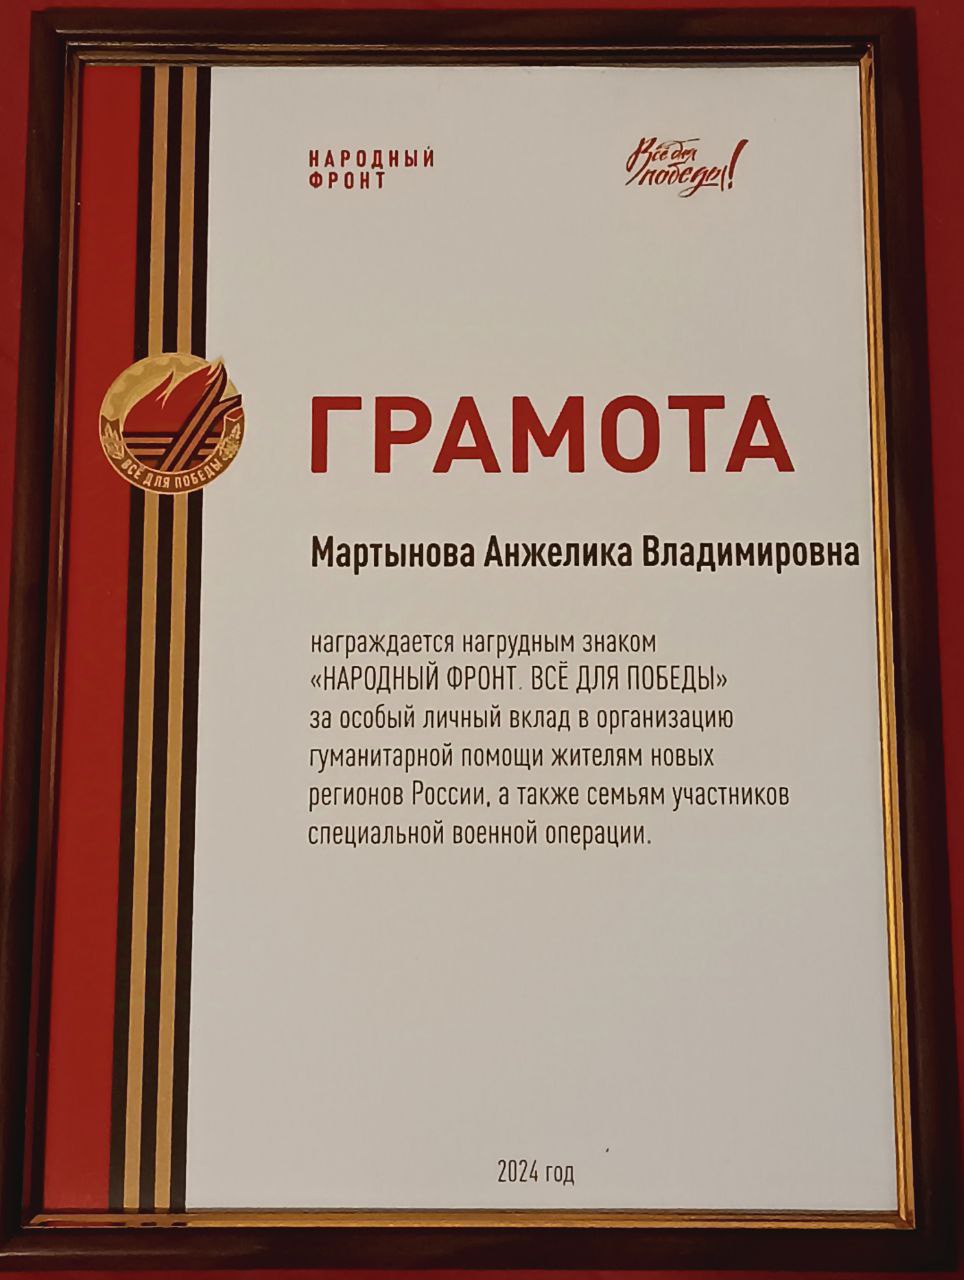 НАРОДНЫЙ
ФРОНТ
Всё для
победы!
ВСЁ ДЛЯ ПОБЕДЫ
ГРАМОТА
Мартынова Анжелика Владимировна
награждается нагрудным знаком
«НАРОДНЫЙ ФРОНТ. ВСЁ ДЛЯ ПОБЕДЫ»
за особый личный вклад в организацию
гуманитарной помощи жителям новых
регионов России, а также семьям участников
специальной военной операции.
2024 год